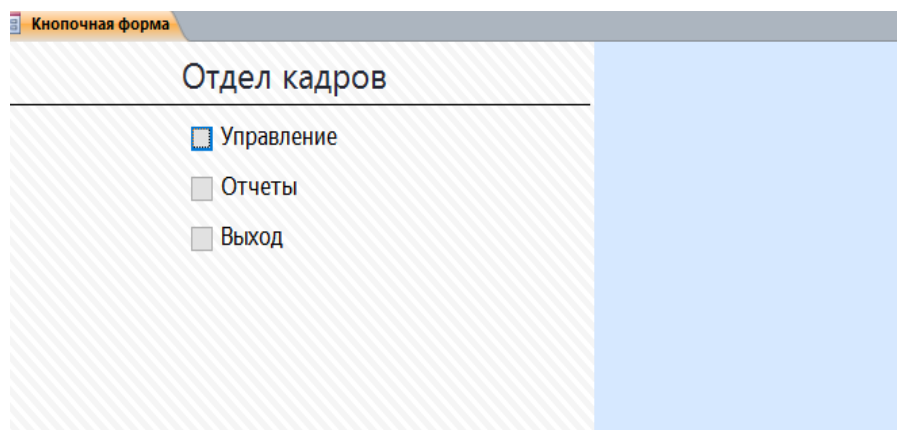 Кнопочная форма
Отдел кадров
Управление
Отчеты
Выход